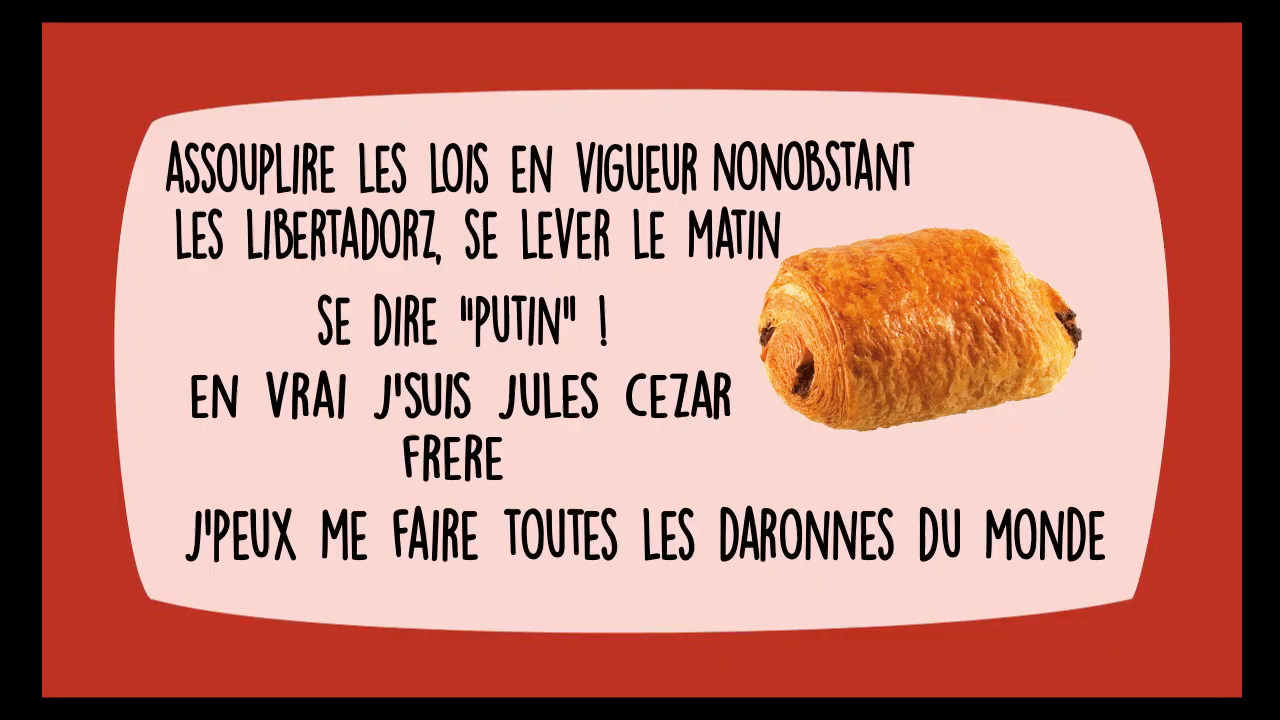 ASSOUPLIRE LES LOIS EN VIGUEUR NONOBSTANT
LES LIBERTADORZ, SE LEVER LE MATIN
SE DIRE "PUTIN" !
EN VRAI J'SUIS JULES CEZAR
FRERE
J'PEUX ME FAIRE TOUTES LES DARONNES DU MONDE